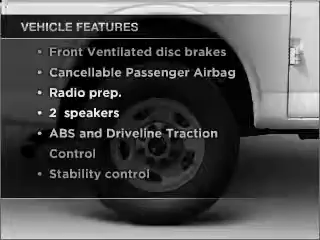 VEHICLE FEATURES
• Front Ventilated disc brakes
• Cancellable Passenger Airbag
• Radio prep.
• 2 speakers
• ABS and Driveline Traction
Control
• Stability control